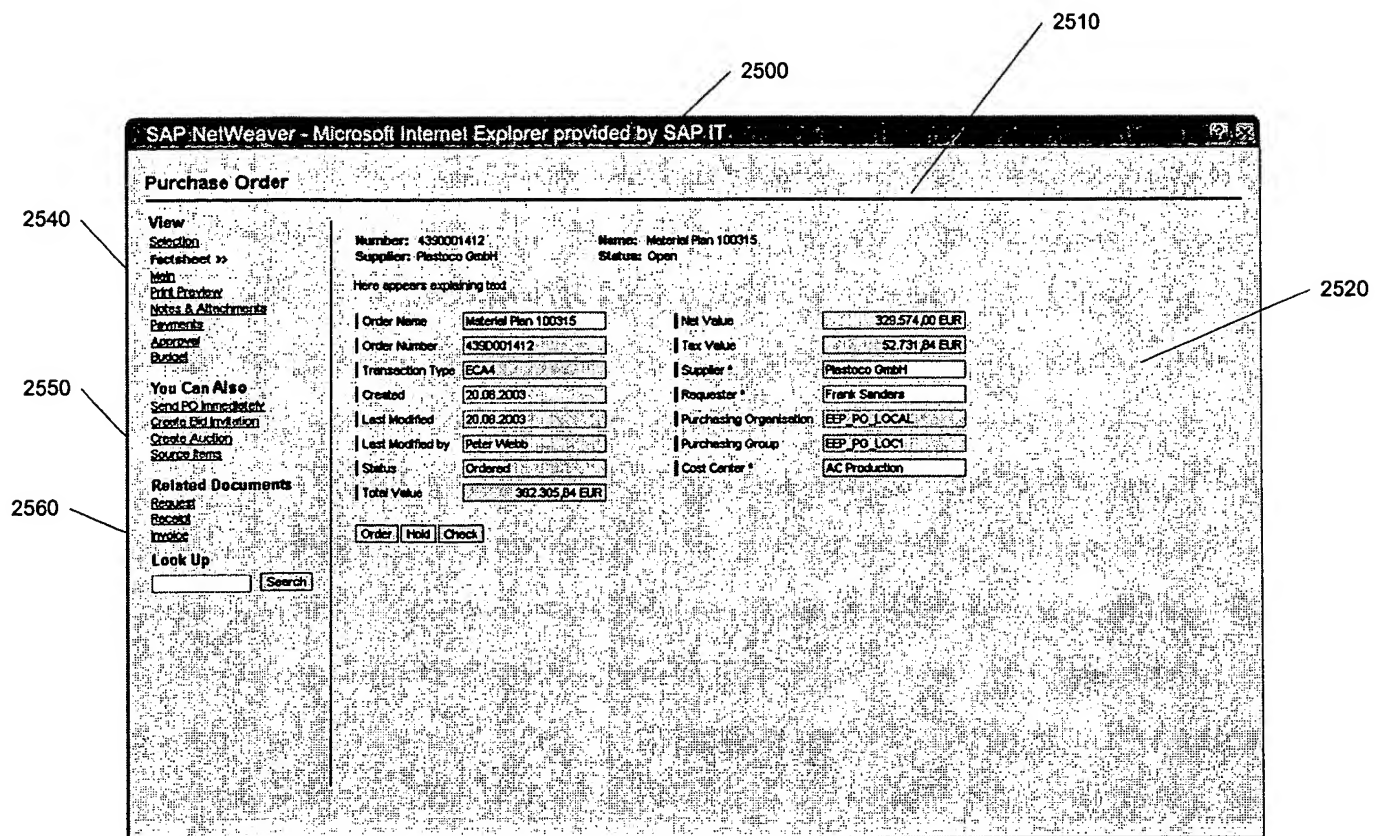 2510
2500
SAP NetWeaver - Microsoft Internet Explorer provided by SAP IT
Purchase Order
2540
View
Selection
Factsheet >>
Main
Print Preview
Notes & Attachments
Payments
Approval
Budget
2550
You Can Also
Send PO Immediately
Create Bid Invitation
Create Auction
Source Items
2560
Related Documents
Request
Receipt
Invoice
Look Up
Search
Number: 4390001412 Name: Material Plan 100315
Supplier: Plastoco GmbH Status: Open
Here appears explaining text
2520
Order Name Material Plan 100315 Net Value 329.574,00 EUR
Order Number 4390001412 Tax Value 52.731,84 EUR
Transaction Type ECA4 Supplier * Plastoco GmbH
Created 20.08.2003 Requester * Frank Sanders
Last Modified 20.08.2003 Purchasing Organisation EEP_PO_LOCAL
Last Modified by Peter Webb Purchasing Group EEP_PO_LOC1
Status Ordered Cost Center * AC Production
Total Value 382.305,84 EUR
Order Hold Check